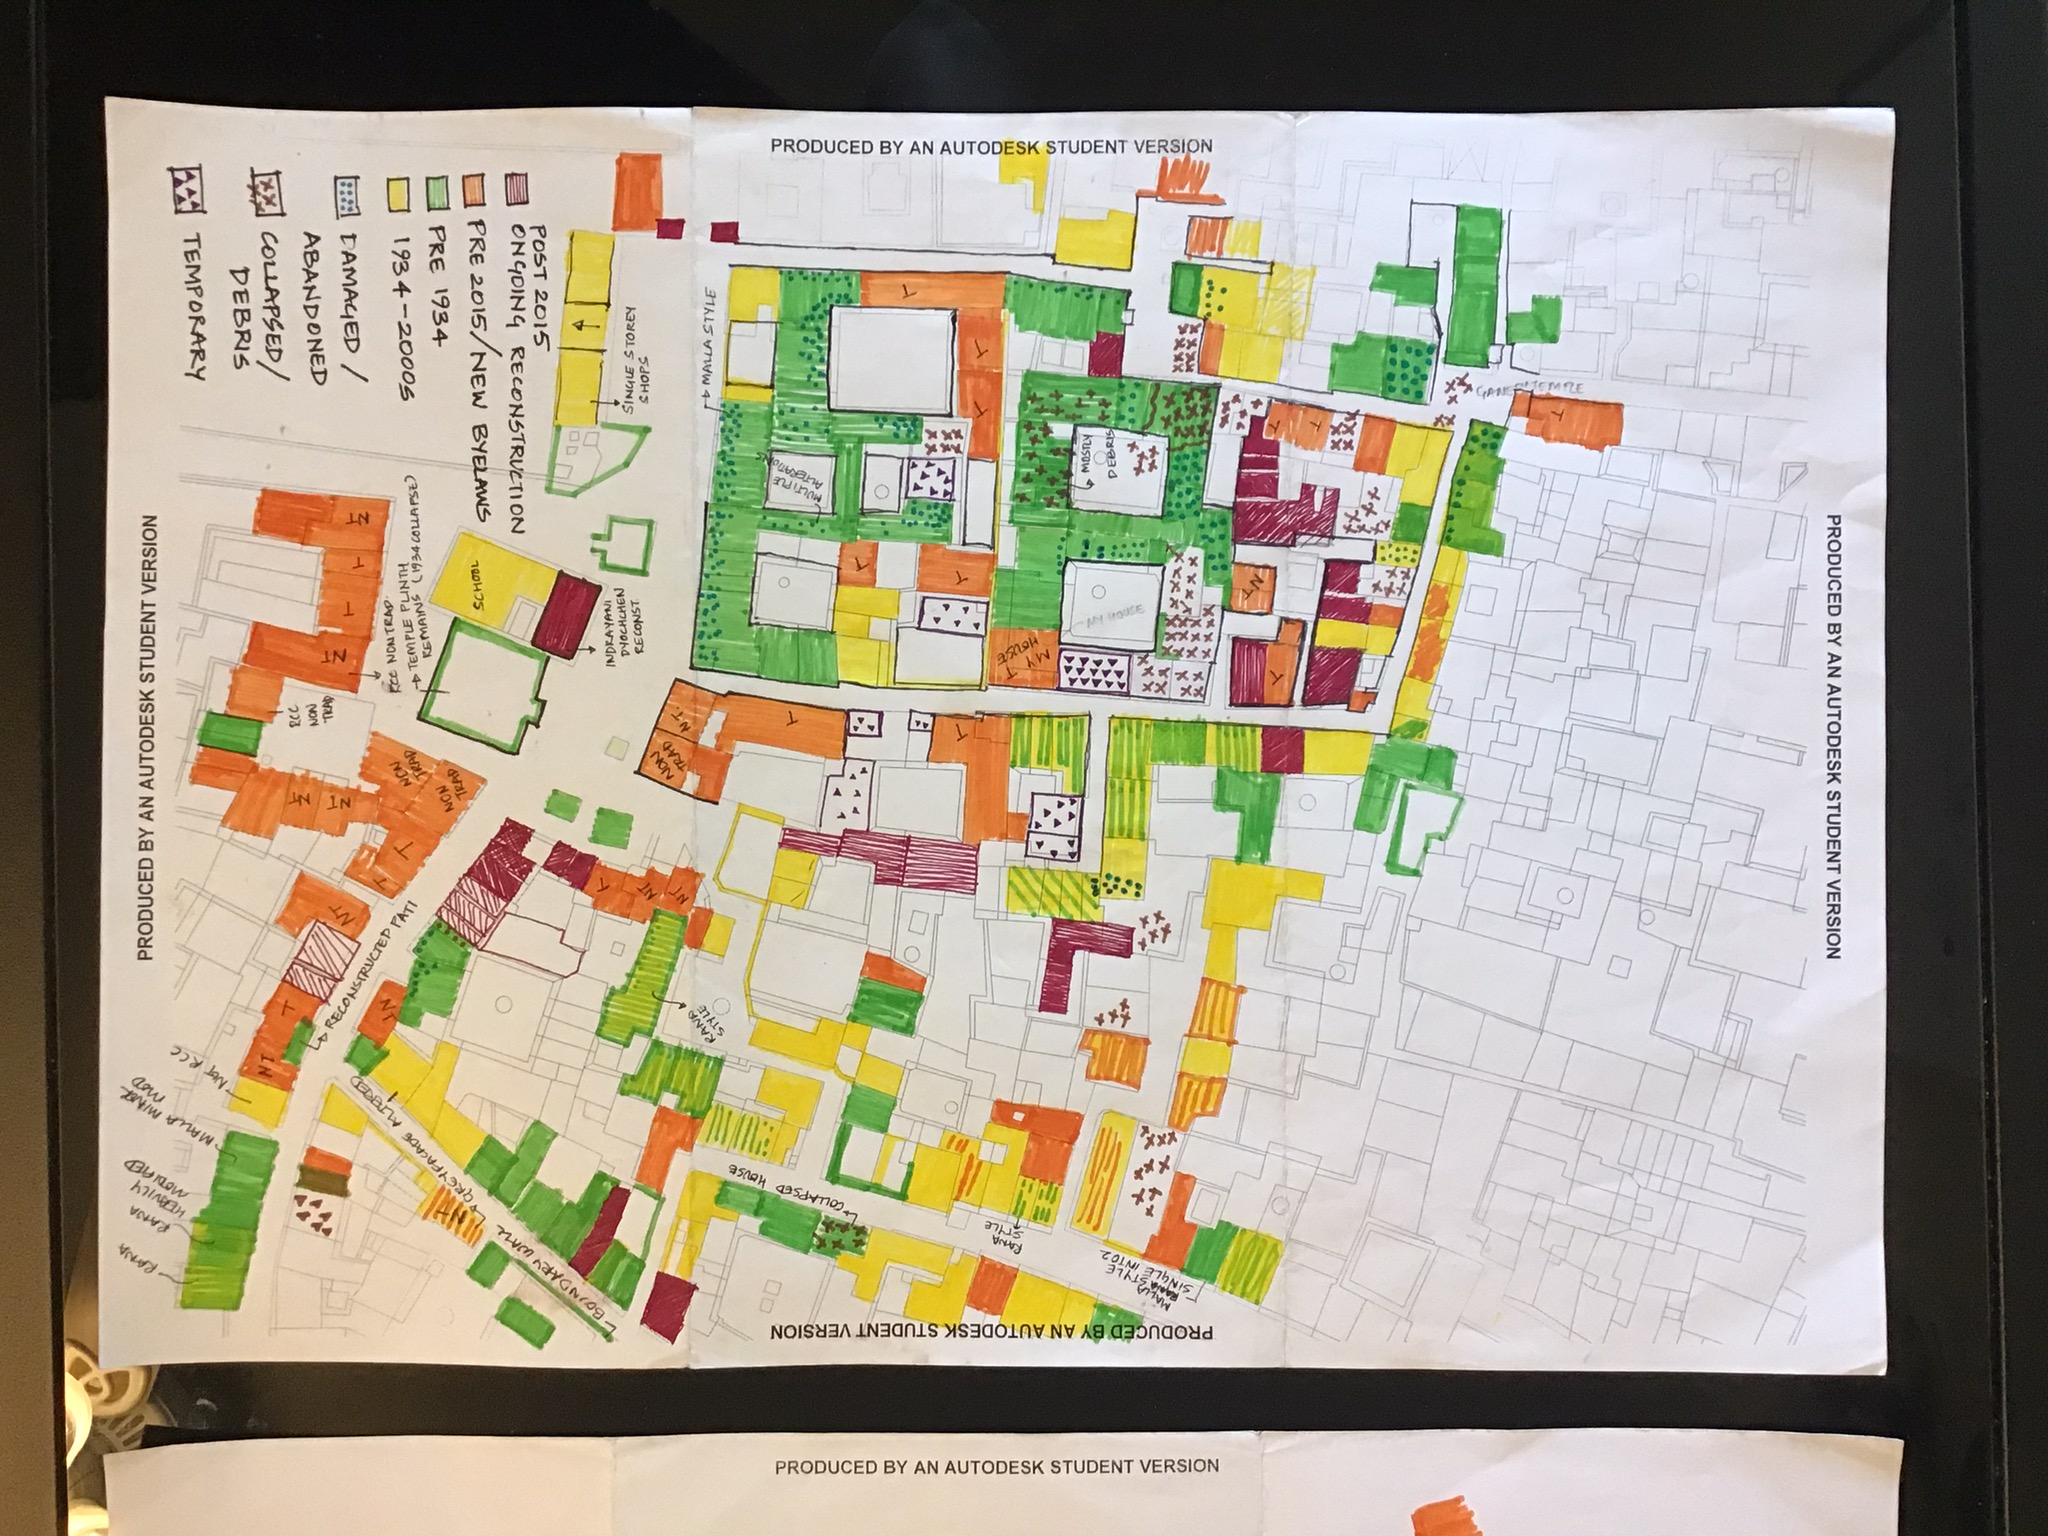 PRODUCED BY AN AUTODESK STUDENT VERSION
GANESH TEMPLE
T
T
T
T
NT
MALLA
RANA STYLE
SINGLE INTO 2
DEBRIS
MOSTLY
MY HOUSE
MY
HOUSE
T
RANA
STYLE
T
T
T
T
T
T
T
COLLAPSED HOUSE
MULTIPLE
ALTERATIONS
MALLA STYLE
T
N.T.
NON
TRAD
RANA
STYLE
NT
NT
T
SINGLE STOREY
SHOPS
INDRAYANI
DYOCHHEN
RECONST.
BOUNDARY WALL
SCHOOL
TEMPLE PLINTH
REMAINS (1934 COLLAPSE)
RCC NON TRAD.
NON
TRAD
NON
TRAD
T
T
RECONSTRUCTED PATI
GREY FACADE ALTERED
NT
NT
NT
T
T
NT
RCC
NON
TRAD
NT
NT
NT
T
NT
NOT RCC
MALLA MINOR
MOD
HEAVILY
MODIFIED
RANA
RANA
POST 2015
ONGOING RECONSTRUCTION
PRE 2015/NEW BYELAWS
PRE 1934
1934-2000S
DAMAGED/
ABANDONED
COLLAPSED/
DEBRIS
TEMPORARY
PRODUCED BY AN AUTODESK STUDENT VERSION
PRODUCED BY AN AUTODESK STUDENT VERSION
PRODUCED BY AN AUTODESK STUDENT VERSION
PRODUCED BY AN AUTODESK STUDENT VERSION